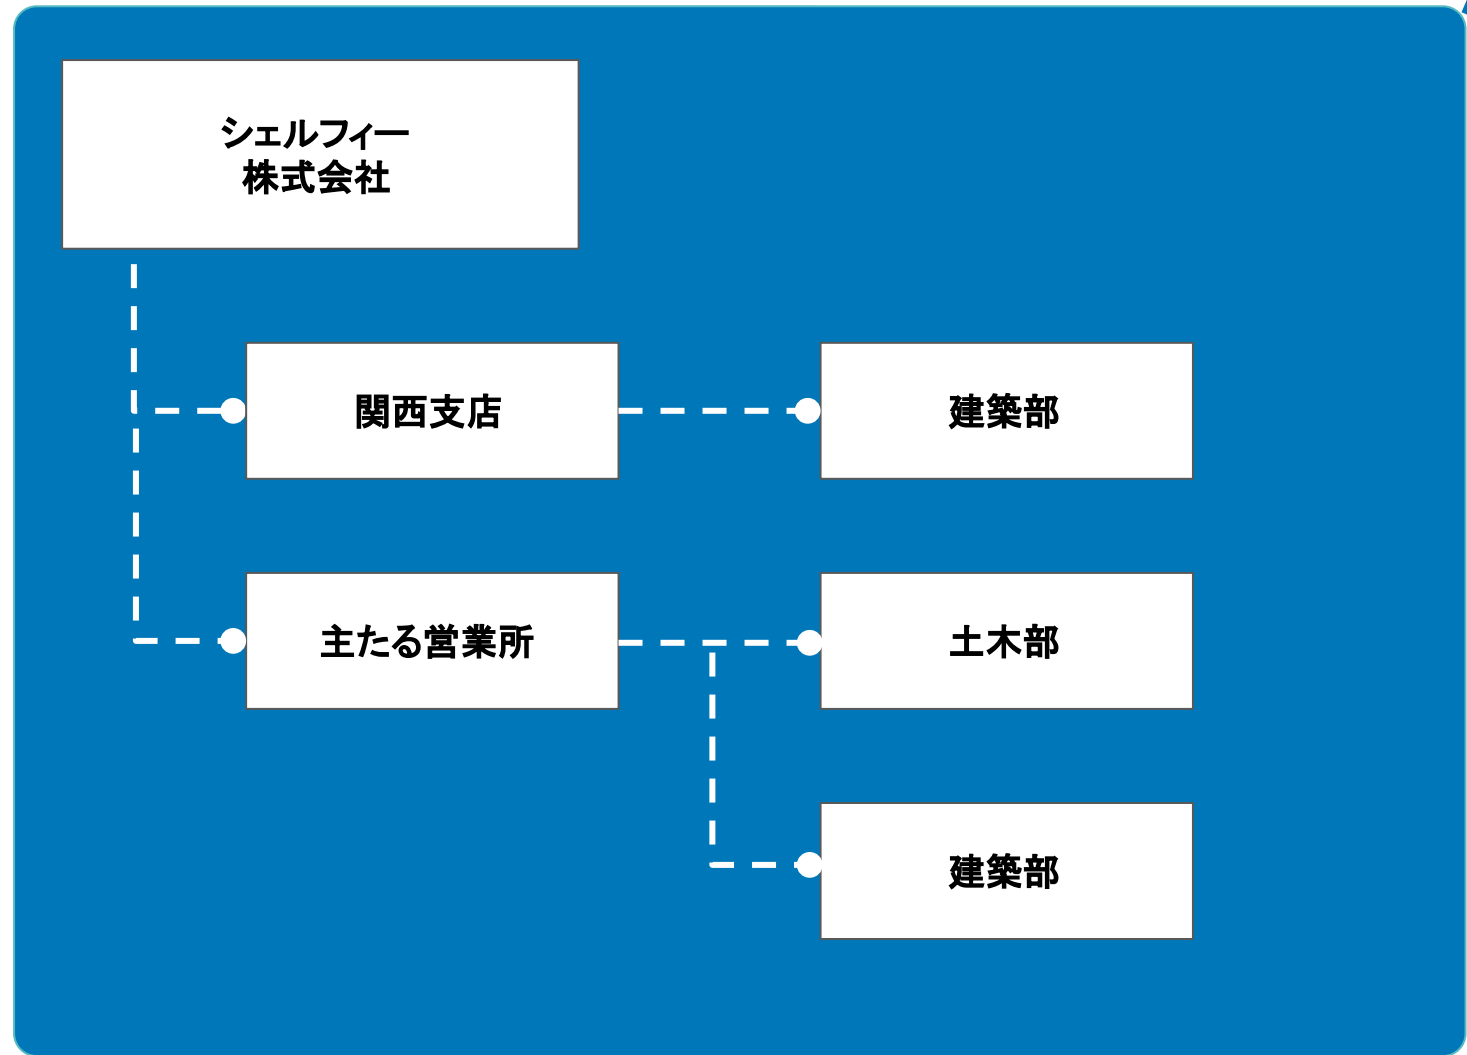 シェルフィー
株式会社
関西支店
建築部
主たる営業所
土木部
建築部